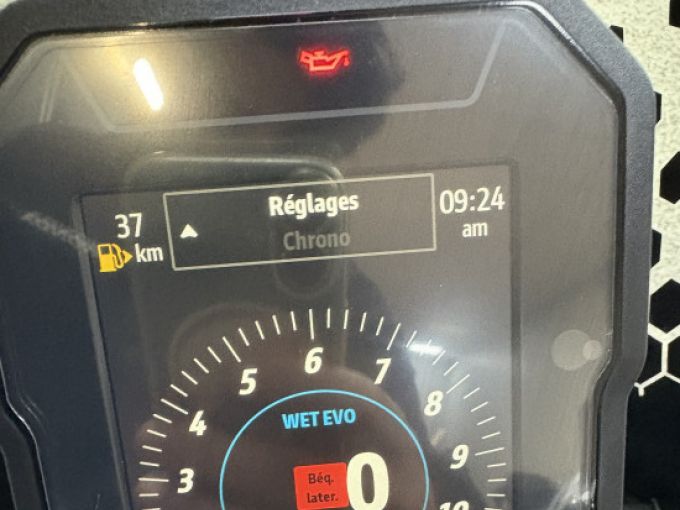 Réglages
Chrono
37
km
09:24
am
6
5
7
4
8
3
9
10
WET EVO
Béq.
later.
0